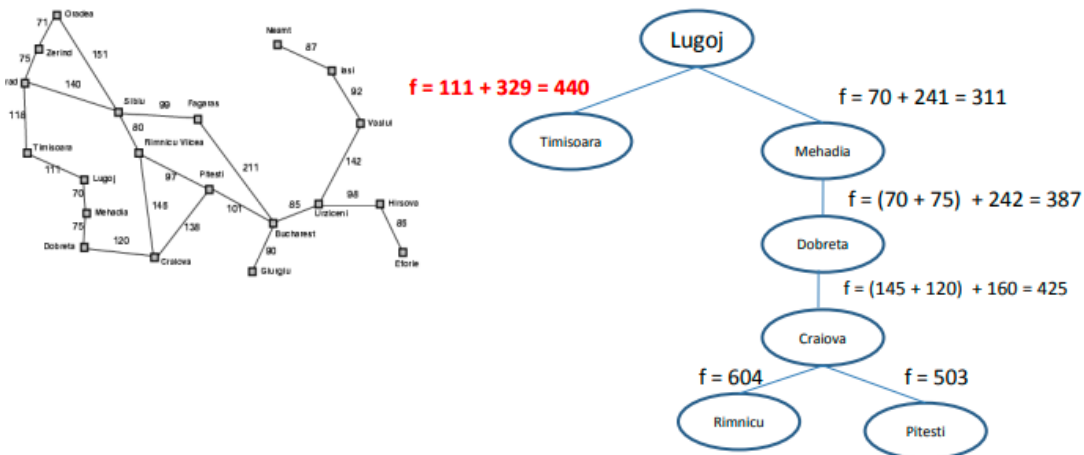 Oradea
71
Neamt
87
Zerind
151
75
Iasi
rad
140
92
Sibiu
99
Fagaras
118
80
Vaslui
Rimnicu Vilcea
Timisoara
142
111
Pitesti
211
Lugoj
97
70
98
Hirsova
146
85
Mehadia
101
Urziceni
138
86
75
Bucharest
120
Dobreta
90
Craiova
Eforie
Giurgiu
Lugoj
f = 111 + 329 = 440
f = 70 + 241 = 311
Timisoara
Mehadia
f = (70 + 75) + 242 = 387
Dobreta
f = (145 + 120) + 160 = 425
Craiova
f = 604
f = 503
Rimnicu
Pitesti